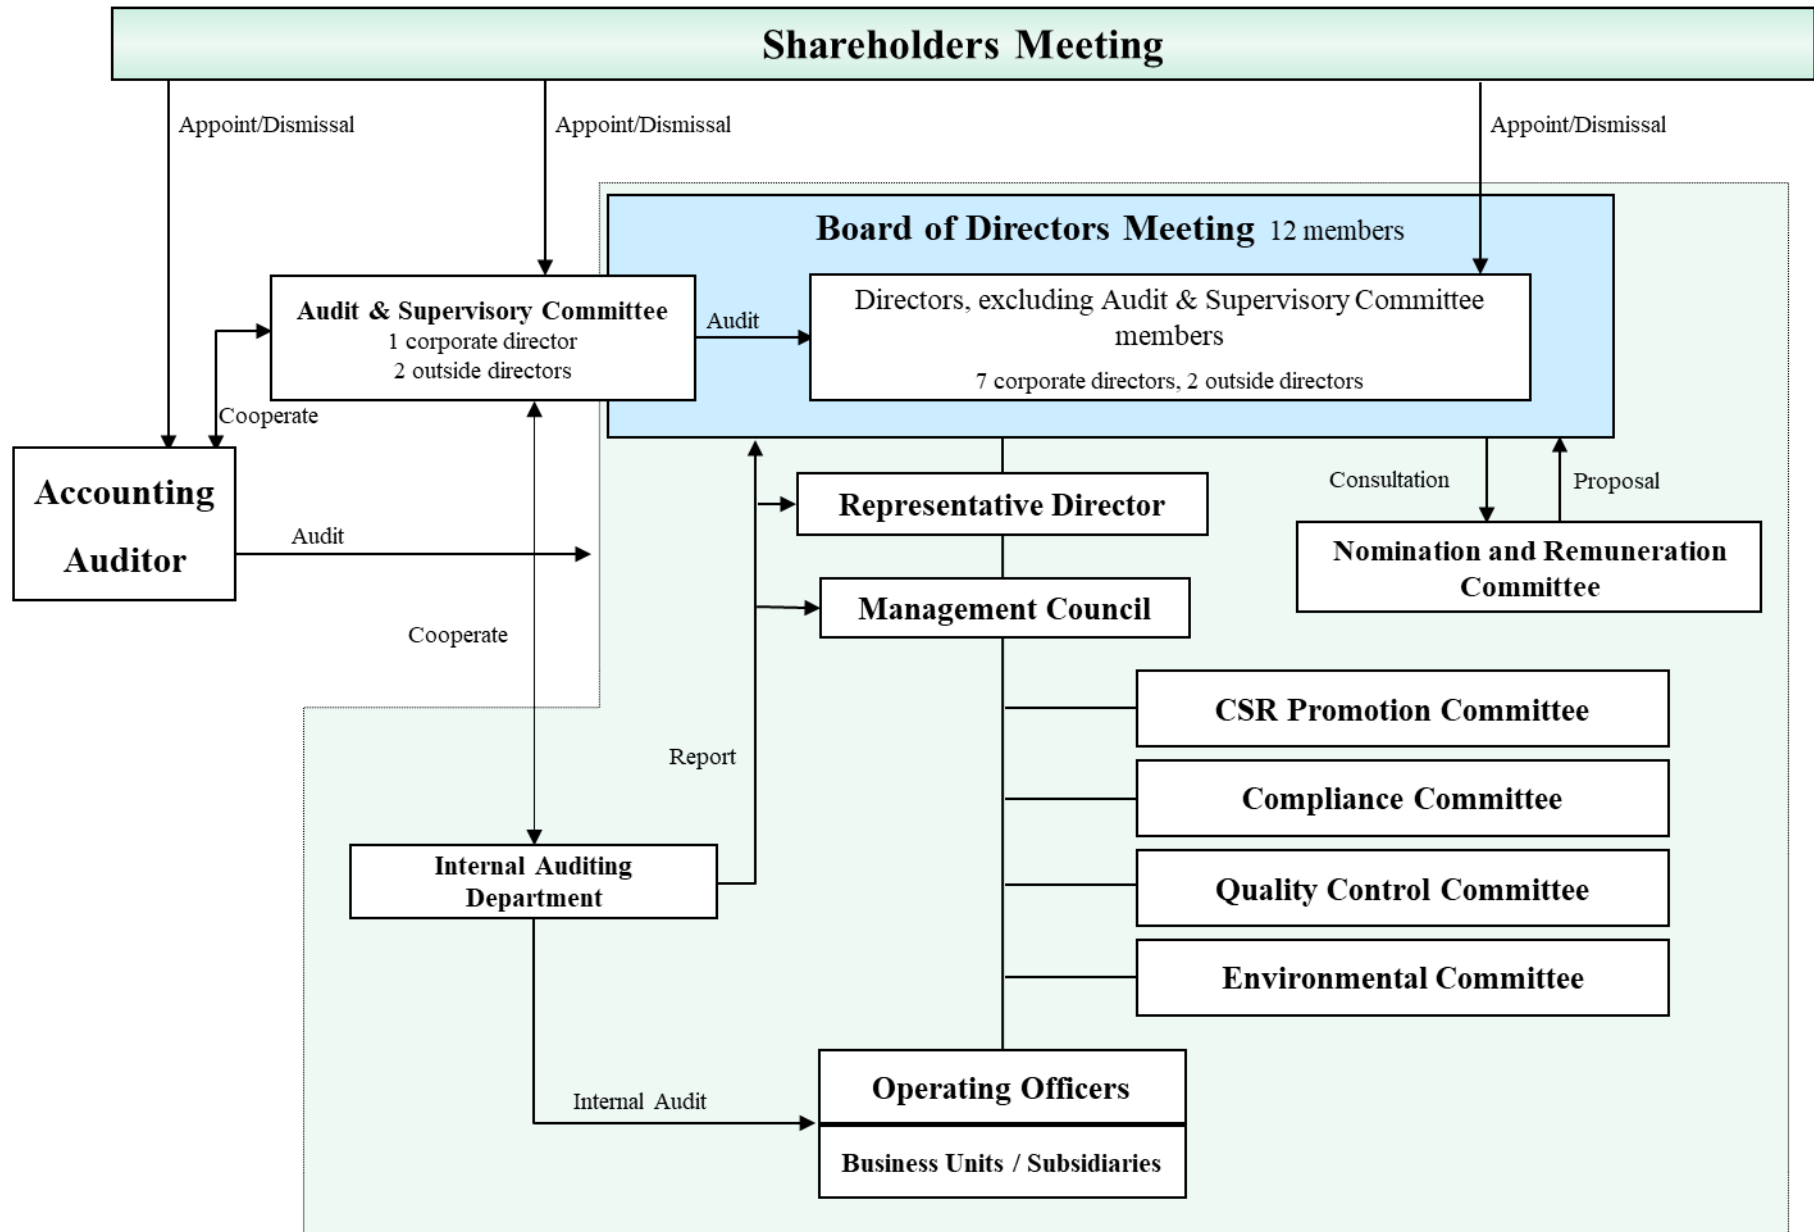 Shareholders Meeting
Appoint/Dismissal
Appoint/Dismissal
Appoint/Dismissal
Board of Directors Meeting 12 members
Audit & Supervisory Committee
1 corporate director
2 outside directors
Audit
Directors, excluding Audit & Supervisory Committee
members
7 corporate directors, 2 outside directors
Cooperate
Accounting
Auditor
Audit
Representative Director
Consultation
Proposal
Nomination and Remuneration
Committee
Management Council
Cooperate
CSR Promotion Committee
Report
Compliance Committee
Internal Auditing
Department
Quality Control Committee
Environmental Committee
Internal Audit
Operating Officers
Business Units / Subsidiaries